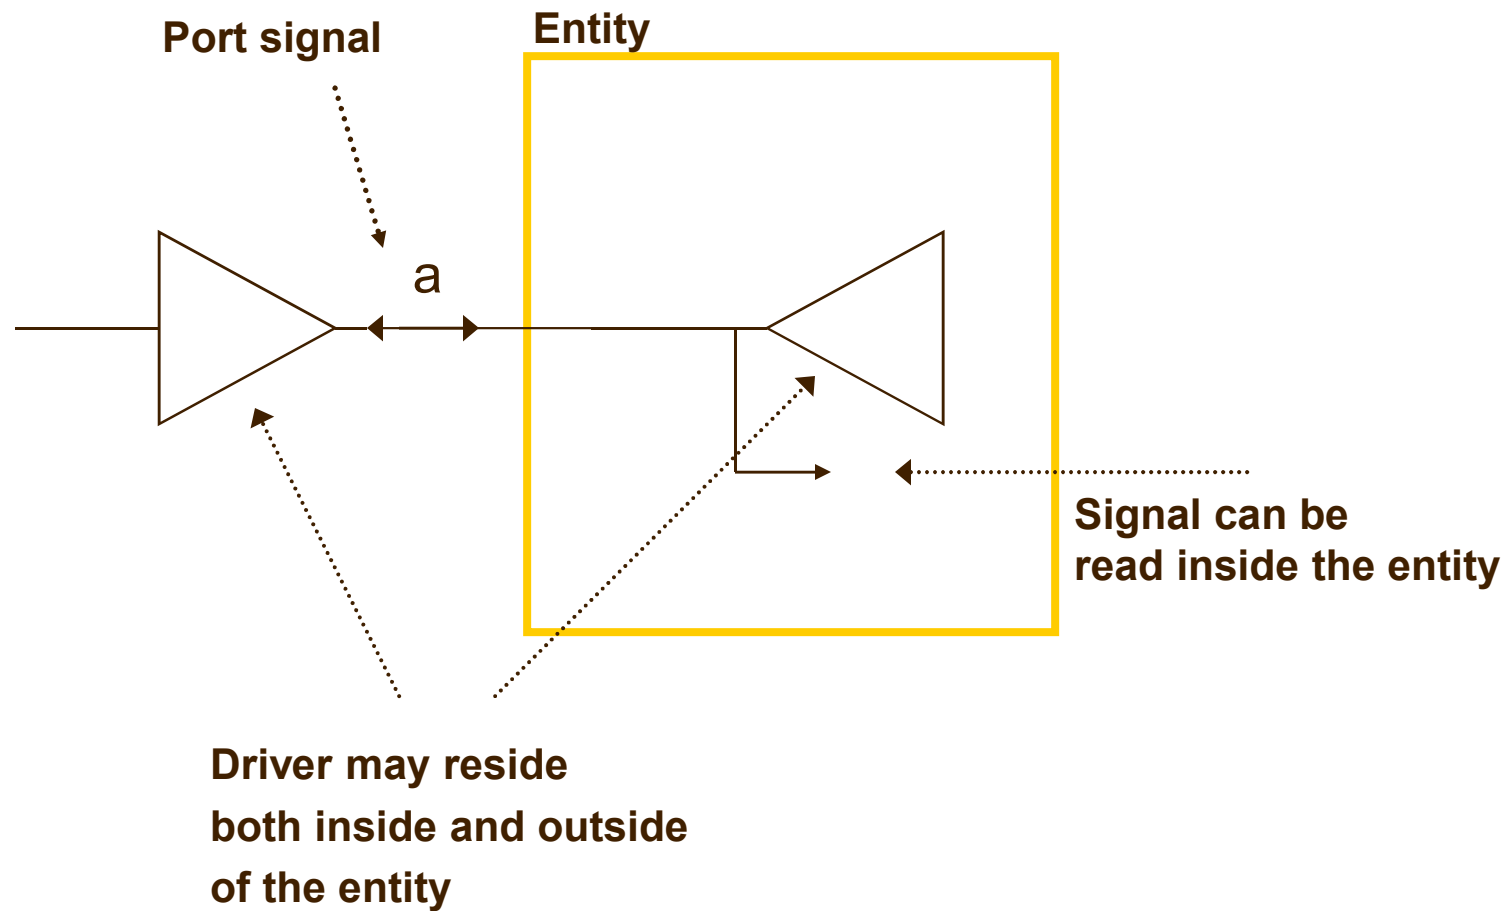 Port signal
Entity
a
Signal can be
read inside the entity
Driver may reside
both inside and outside
of the entity